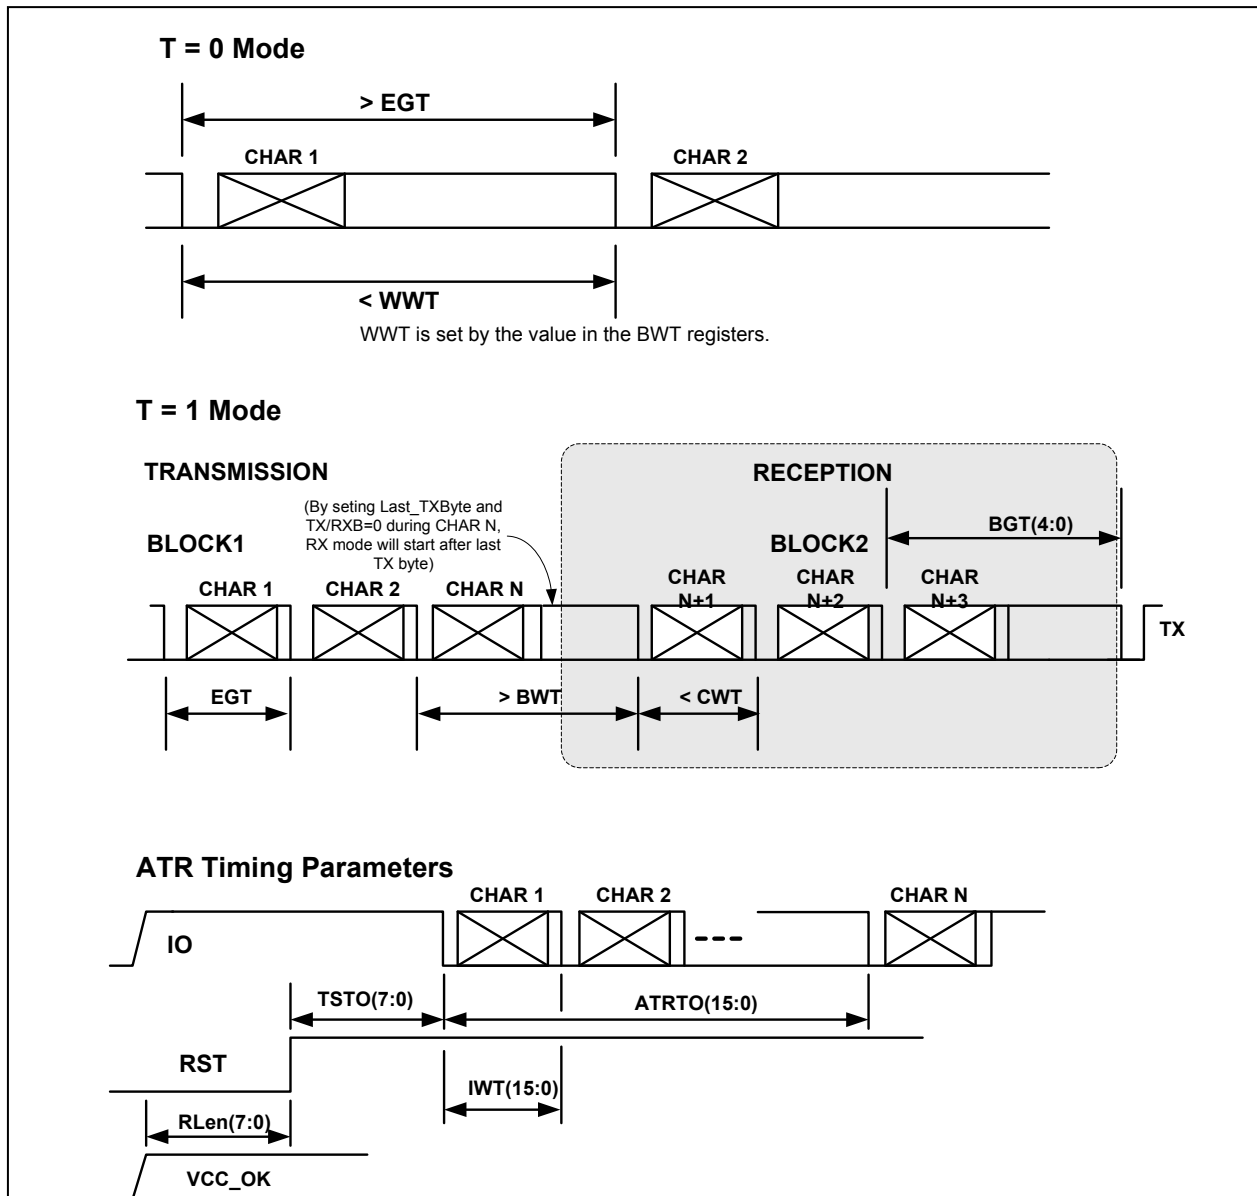 T = 0 Mode
> EGT
CHAR 1
CHAR 2
< WWT
WWT is set by the value in the BWT registers.
T = 1 Mode
TRANSMISSION
RECEPTION
(By seting Last_TXByte and
TX/RXB=0 during CHAR N,
RX mode will start after last
TX byte)
BGT(4:0)
BLOCK1
BLOCK2
CHAR 1
CHAR 2
CHAR N
CHAR
N+1
CHAR
N+2
CHAR
N+3
TX
EGT
> BWT
< CWT
ATR Timing Parameters
CHAR 1
CHAR 2
CHAR N
IO
TSTO(7:0)
ATRTO(15:0)
RST
IWT(15:0)
RLen(7:0)
VCC_OK